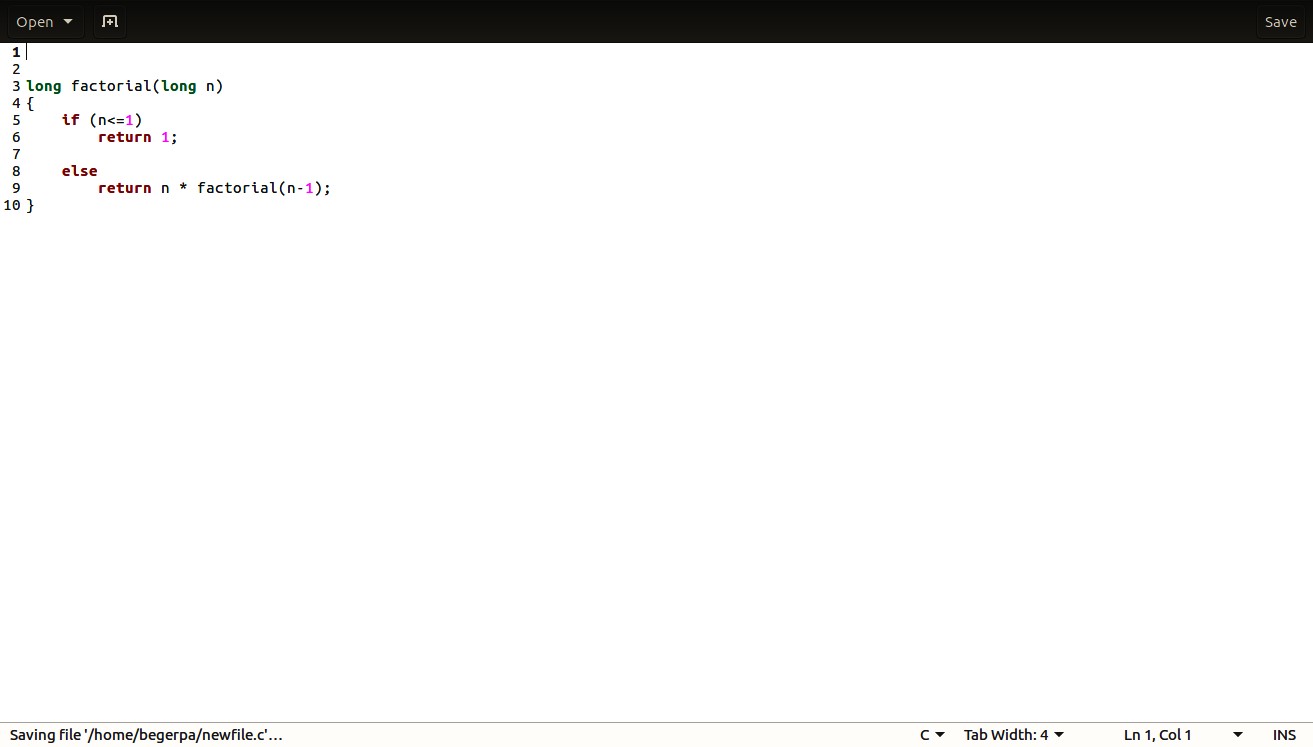 Open Save
1
2
3 long factorial(long n)
4 {
5     if (n<=1)
6         return 1;
7
8     else
9         return n * factorial(n-1);
10 }
Saving file '/home/begerpa/newfile.c'... C Tab Width: 4 Ln 1, Col 1 INS